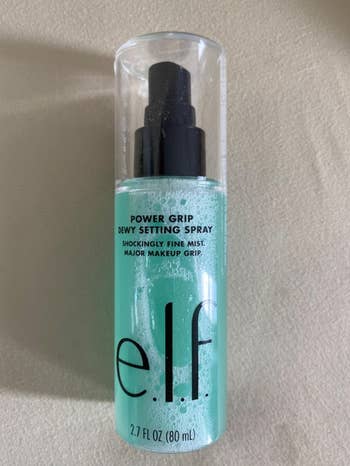 POWER GRIP
DEWY SETTING SPRAY
SHOCKINGLY FINE MIST.
MAJOR MAKEUP GRIP.
e.l.f.
2.7 FL OZ (80 mL)